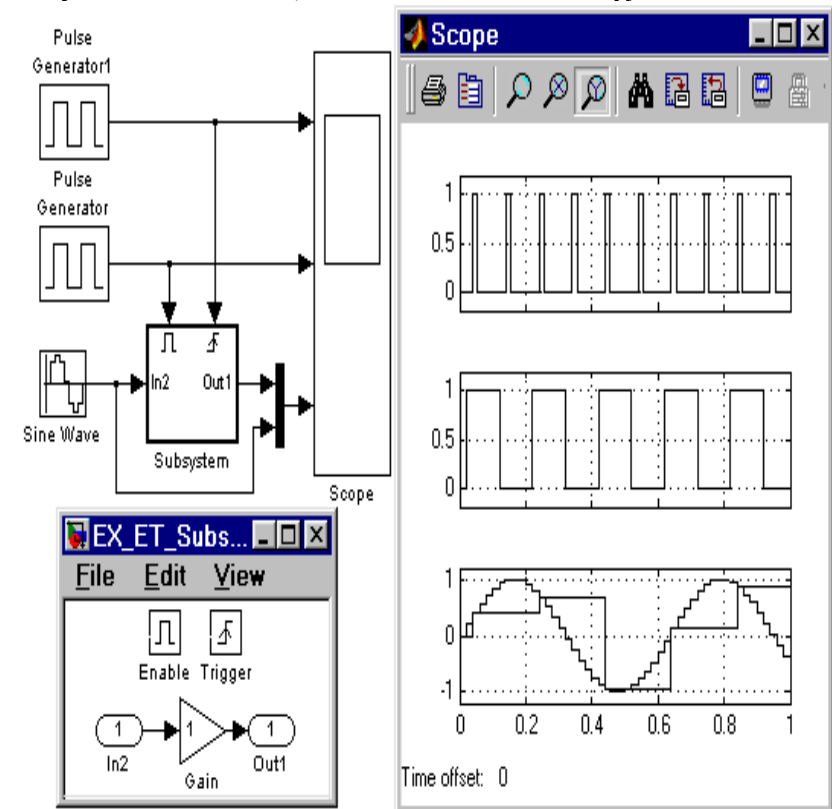 Pulse
Generator1
Pulse
Generator
In2
Out1
Sine Wave
Subsystem
Scope
EX_ET_Subs...
File Edit View
Enable Trigger
1
1
1
In2
Gain
Out1
Scope
1
0.5
0
1
0.5
0
1
0
-1
0 0.2 0.4 0.6 0.8 1
Time offset: 0